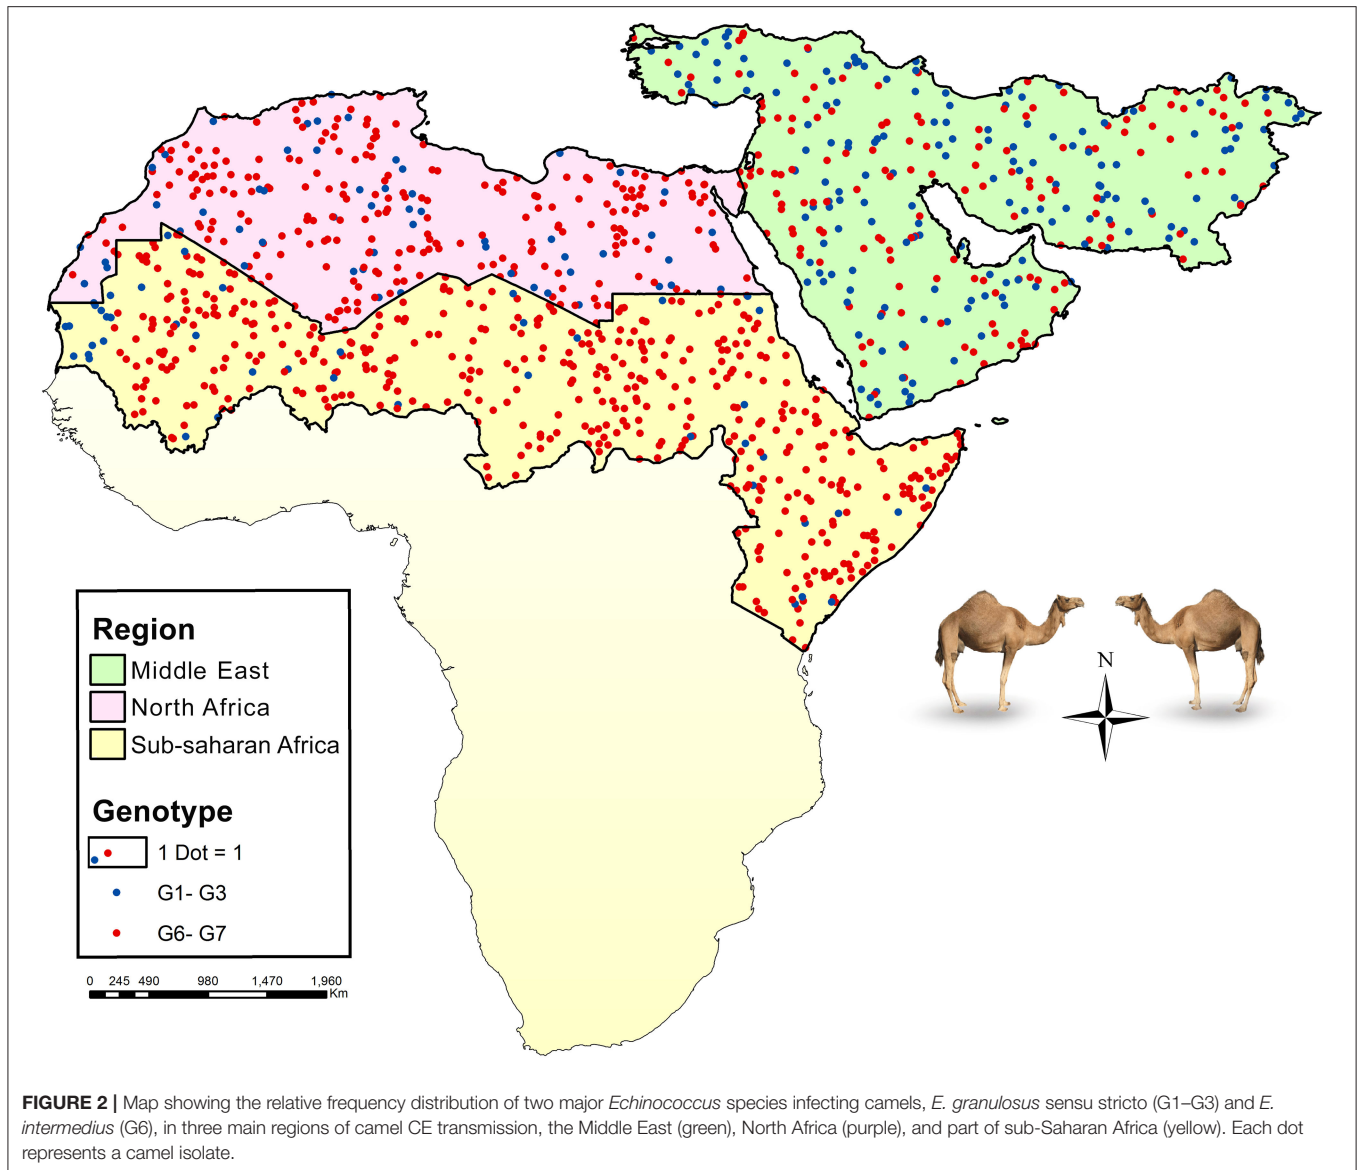 N
Region
Middle East
North Africa
Sub-saharan Africa
Genotype
1 Dot = 1
G1- G3
G6- G7
0 245 490 980 1,470 1,960
Km
FIGURE 2 | Map showing the relative frequency distribution of two major Echinococcus species infecting camels, E. granulosus sensu stricto (G1–G3) and E.
intermedius (G6), in three main regions of camel CE transmission, the Middle East (green), North Africa (purple), and part of sub-Saharan Africa (yellow). Each dot
represents a camel isolate.